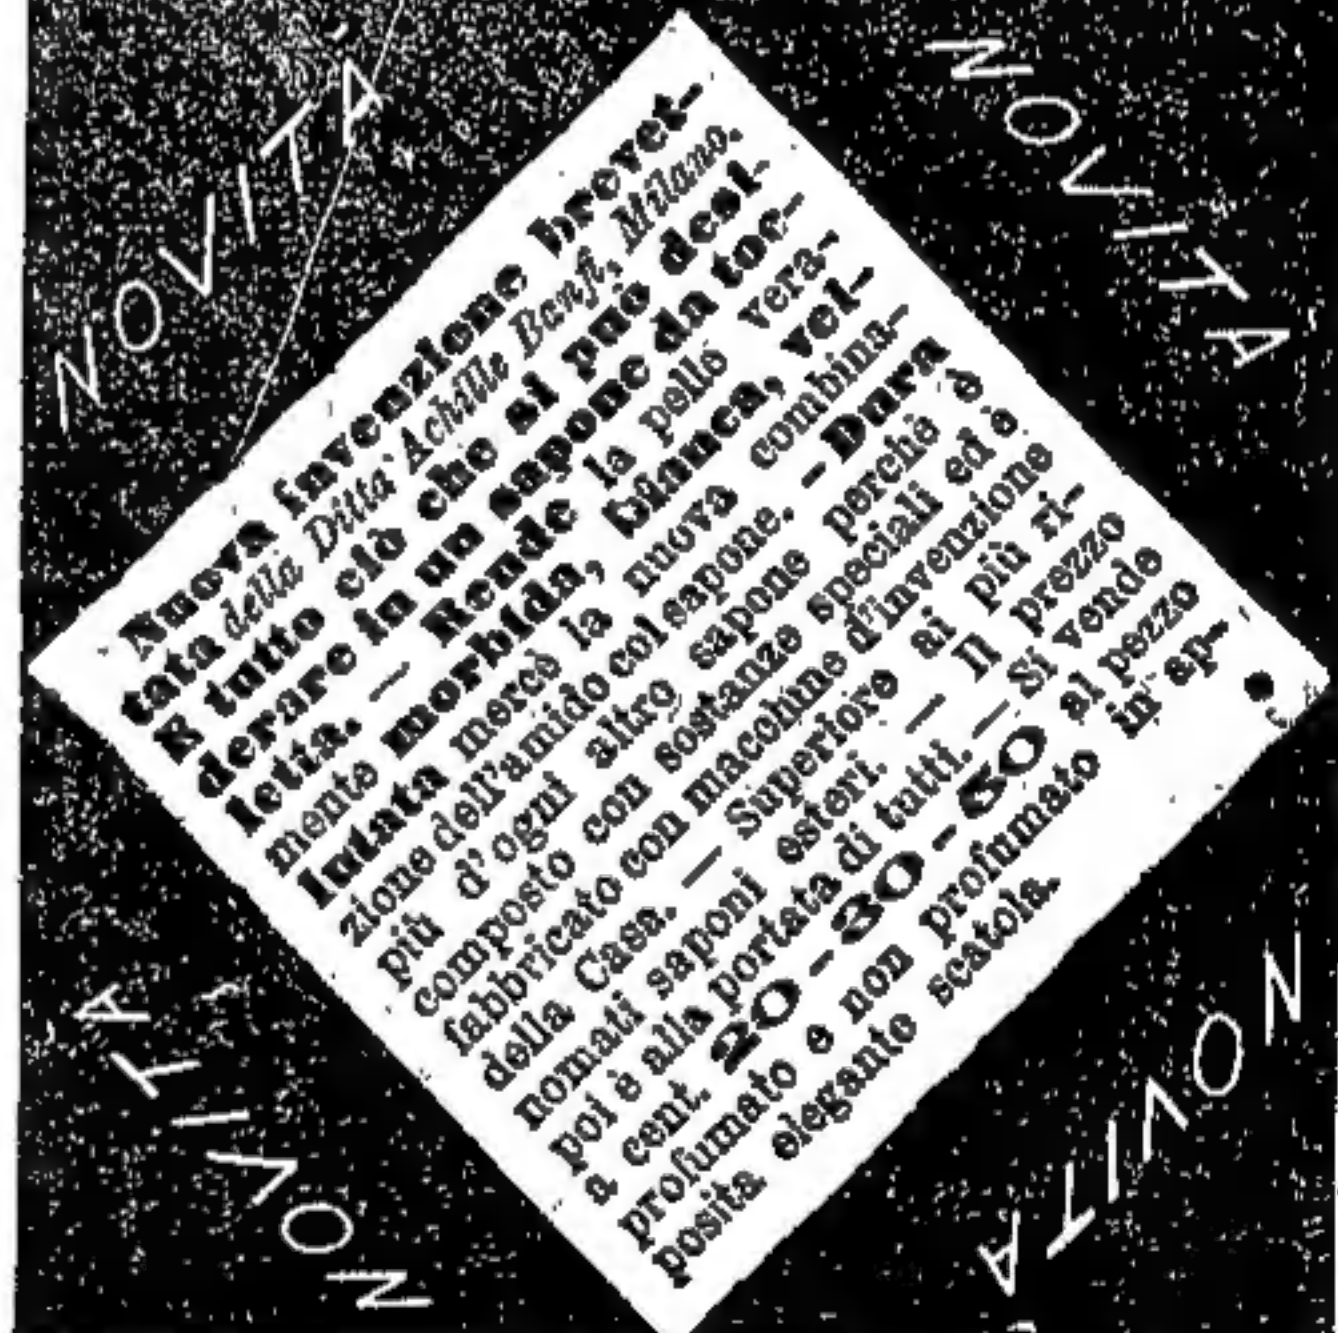 NOVITÀ
NOVITÀ
Nuova invenzione brevet-
tata della Ditta Achille Banfi, Milano.
È tutto ciò che si può desi-
derare in un sapone da toe-
letta. — Rende la pelle vera-
mente morbida, bianca, vel-
lutata mercè la nuova combina-
zione dell'amido col sapone. - Dura
più d'ogni altro sapone perchè è
composto con sostanze speciali ed è
fabbricato con macchine d'invenzione
della Casa. — Superiore ai più ri-
nomati saponi esteri. — Il prezzo
poi è alla portata di tutti. — Si vende
a cent. 20 - 30 - 50 al pezzo
profumato e non profumato in ap-
posita elegante scatola.
NOVITA
NOVITA